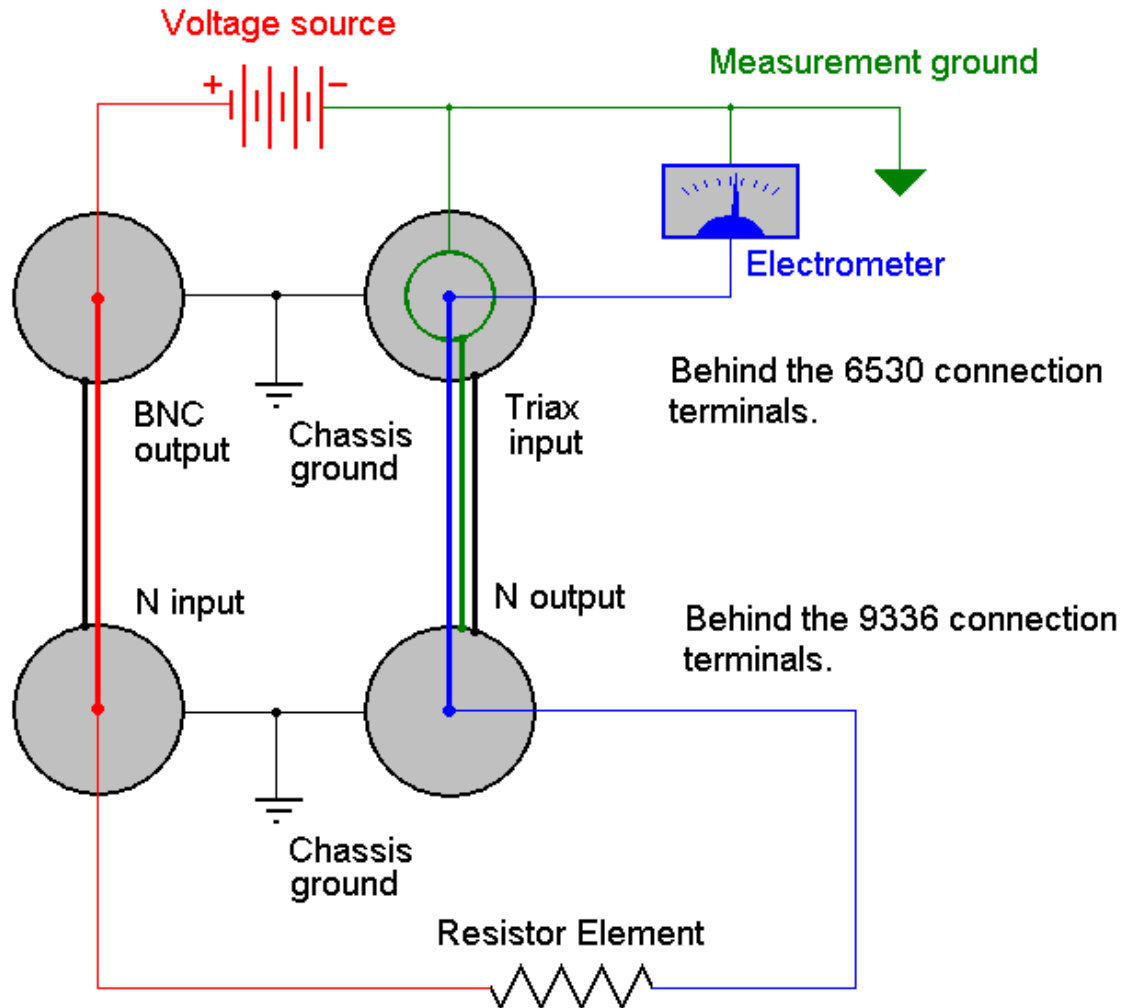 Voltage source
+ −
Measurement ground
Electrometer
Behind the 6530 connection
terminals.
BNC
output
Chassis
ground
Triax
input
N input
N output
Behind the 9336 connection
terminals.
Chassis
ground
Resistor Element